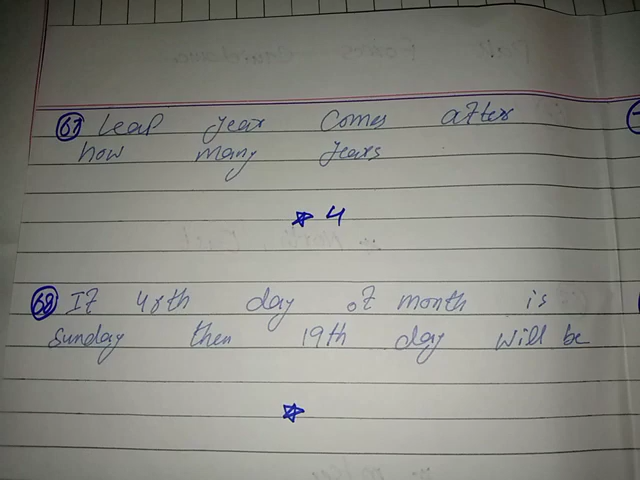 67 Leap year comes after
how many years
4
68 If 4rth day of month is
Sunday then 19th day will be